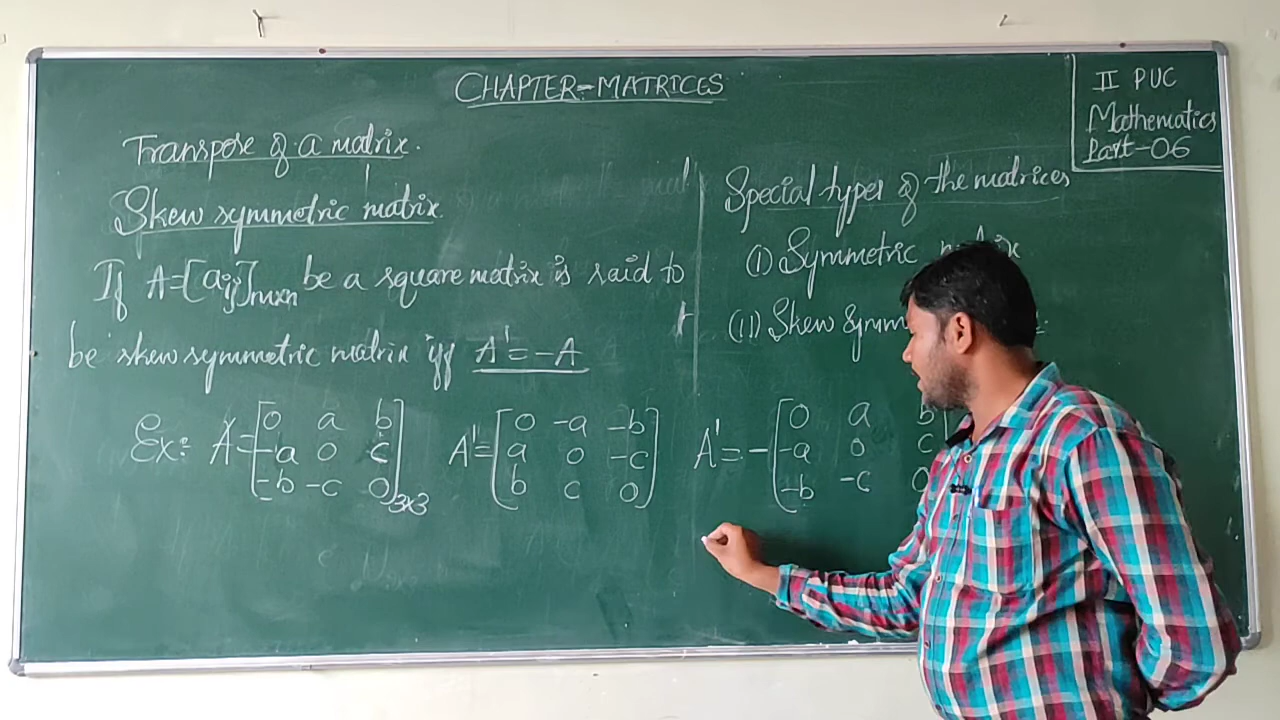 CHAPTER-MATRICES
II PUC
Mathematics
Part-06
Transpose of a matrix.
Skew symmetric matrix.
If A=[aij]nxn be a square matrix is said to
be skew symmetric matrix iff A'=-A
Special types of the matrices
(I) Symmetric
(II) Skew
Ex:- A = [0 a b
-a 0 c
-b -c 0]3x3
A' = [0 -a -b
a 0 -c
b c 0]
A' = -[0 a b
-a 0 c
-b -c 0